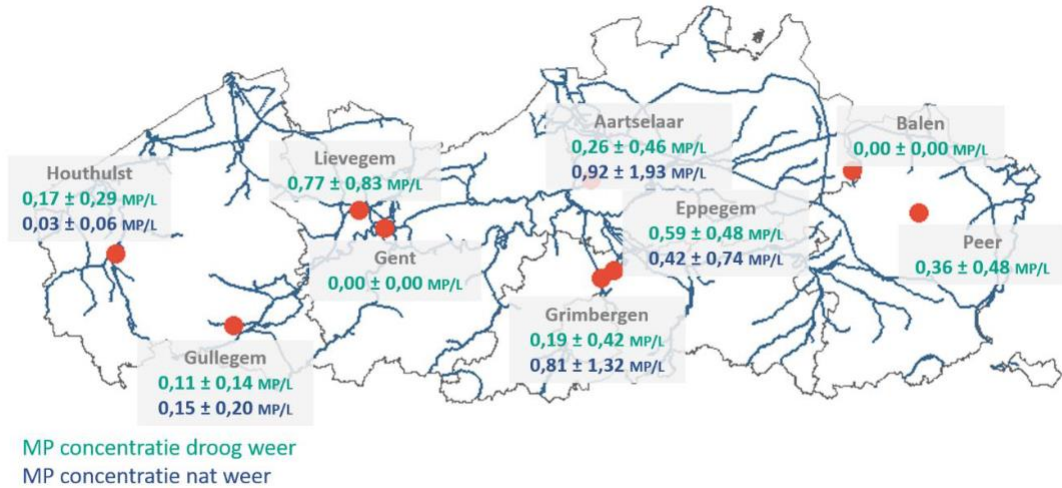 Houthulst
0,17 ± 0,29 MP/L
0,03 ± 0,06 MP/L
Lievegem
0,77 ± 0,83 MP/L
Gent
0,00 ± 0,00 MP/L
Gullegem
0,11 ± 0,14 MP/L
0,15 ± 0,20 MP/L
Aartselaar
0,26 ± 0,46 MP/L
0,92 ± 1,93 MP/L
Eppegem
0,59 ± 0,48 MP/L
0,42 ± 0,74 MP/L
Grimbergen
0,19 ± 0,42 MP/L
0,81 ± 1,32 MP/L
Balen
0,00 ± 0,00 MP/L
Peer
0,36 ± 0,48 MP/L
MP concentratie droog weer
MP concentratie nat weer